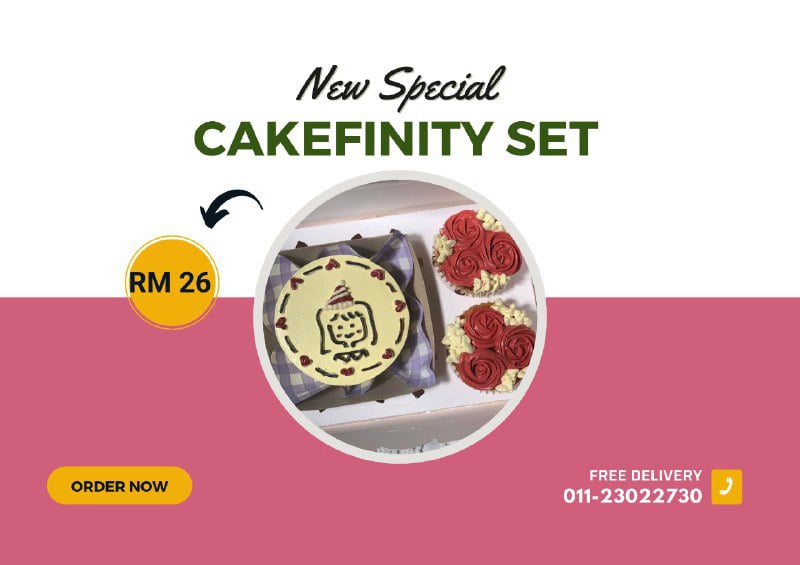 New Special
CAKEFINITY SET
RM 26
ORDER NOW
FREE DELIVERY
011-23022730